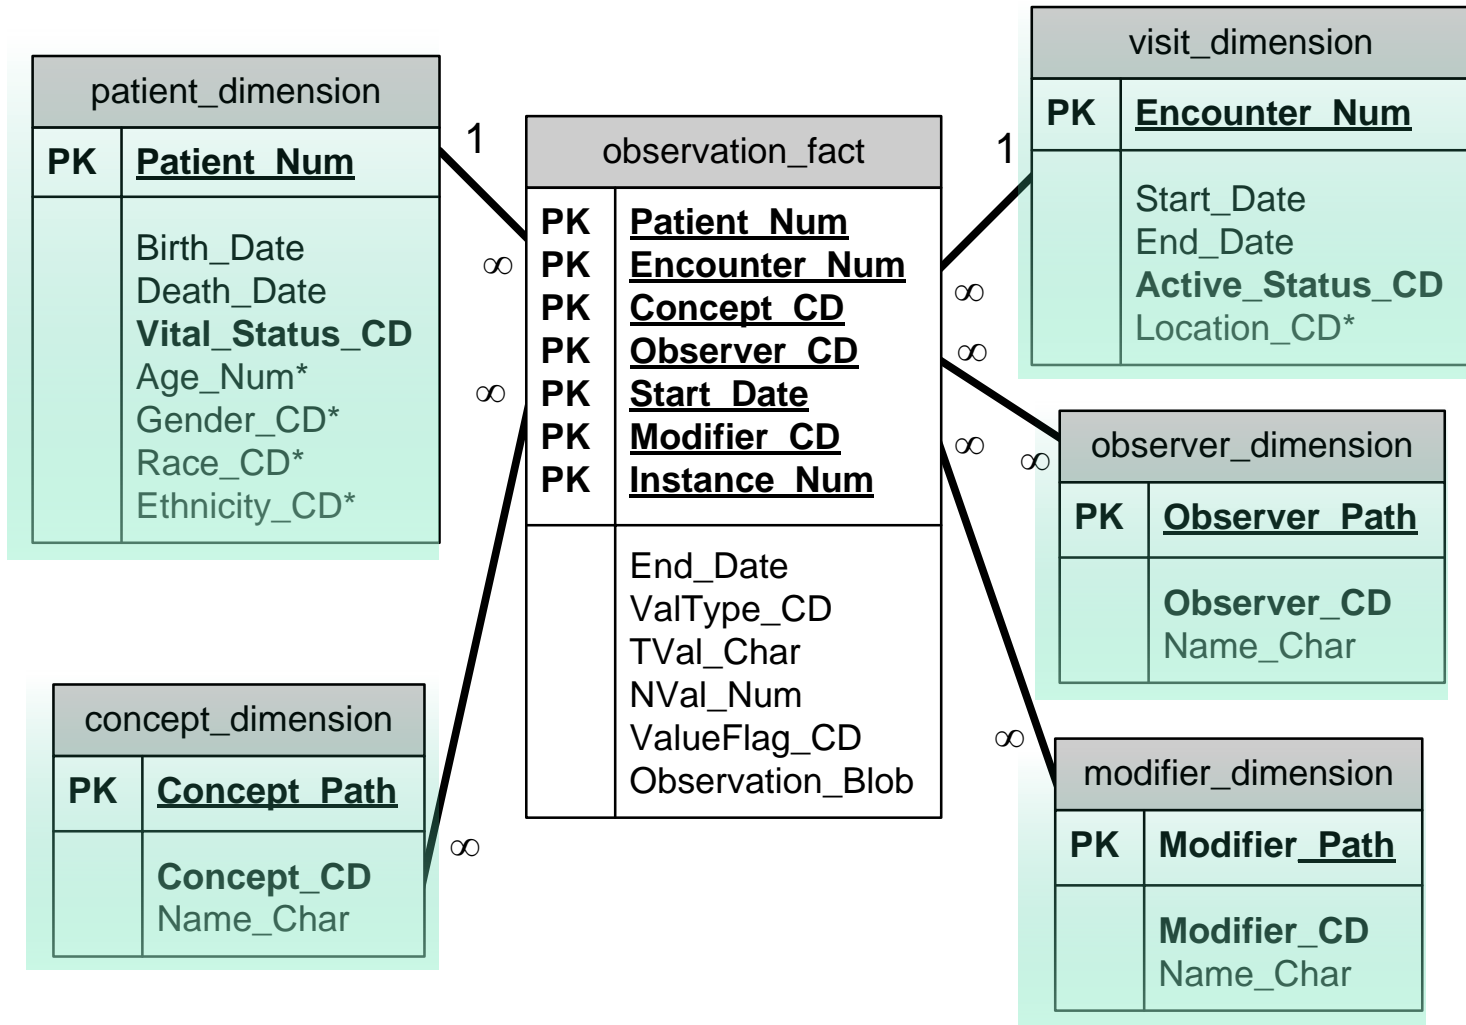 patient_dimension
PK Patient_Num
Birth_Date
Death_Date
Vital_Status_CD
Age_Num*
Gender_CD*
Race_CD*
Ethnicity_CD*
1
∞
observation_fact
PK Patient_Num
PK Encounter_Num
PK Concept_CD
PK Observer_CD
PK Start_Date
PK Modifier_CD
PK Instance_Num
End_Date
ValType_CD
TVal_Char
NVal_Num
ValueFlag_CD
Observation_Blob
visit_dimension
PK Encounter_Num
Start_Date
End_Date
Active_Status_CD
Location_CD*
1
∞
∞
∞
observer_dimension
PK Observer_Path
Observer_CD
Name_Char
∞
∞
concept_dimension
PK Concept_Path
Concept_CD
Name_Char
∞
∞
modifier_dimension
PK Modifier_Path
Modifier_CD
Name_Char